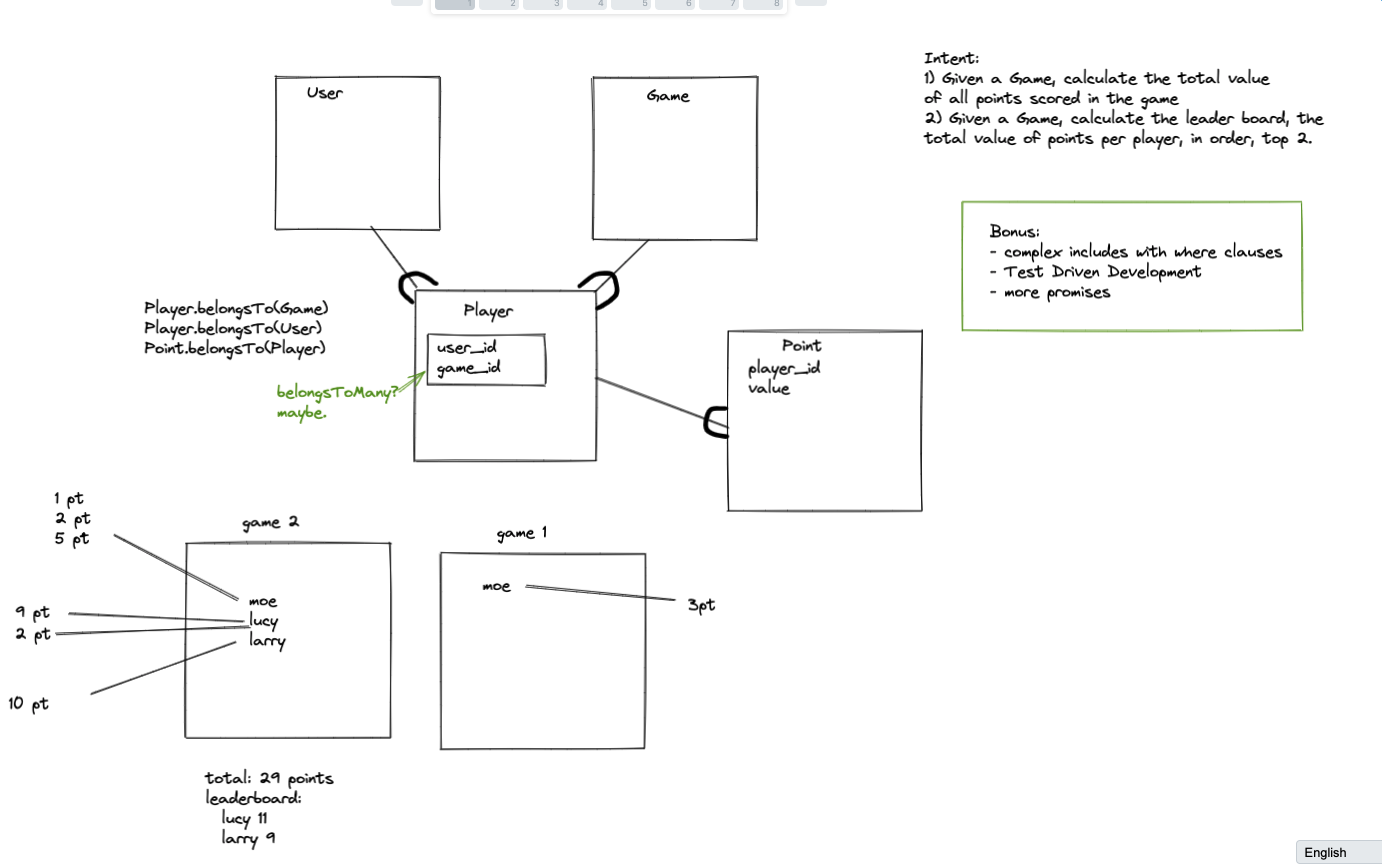 1 2 3 4 5 6 7 8
User
Game
Intent:
1) Given a Game, calculate the total value
of all points scored in the game
2) Given a Game, calculate the leader board, the
total value of points per player, in order, top 2.
Bonus:
- complex includes with where clauses
- Test Driven Development
- more promises
Player.belongsTo(Game)
Player.belongsTo(User)
Point.belongsTo(Player)
belongsToMany?
maybe.
Player
user_id
game_id
Point
player_id
value
1 pt
2 pt
5 pt
9 pt
2 pt
10 pt
game 2
moe
lucy
larry
game 1
moe
3pt
total: 29 points
leaderboard:
lucy 11
larry 9
English